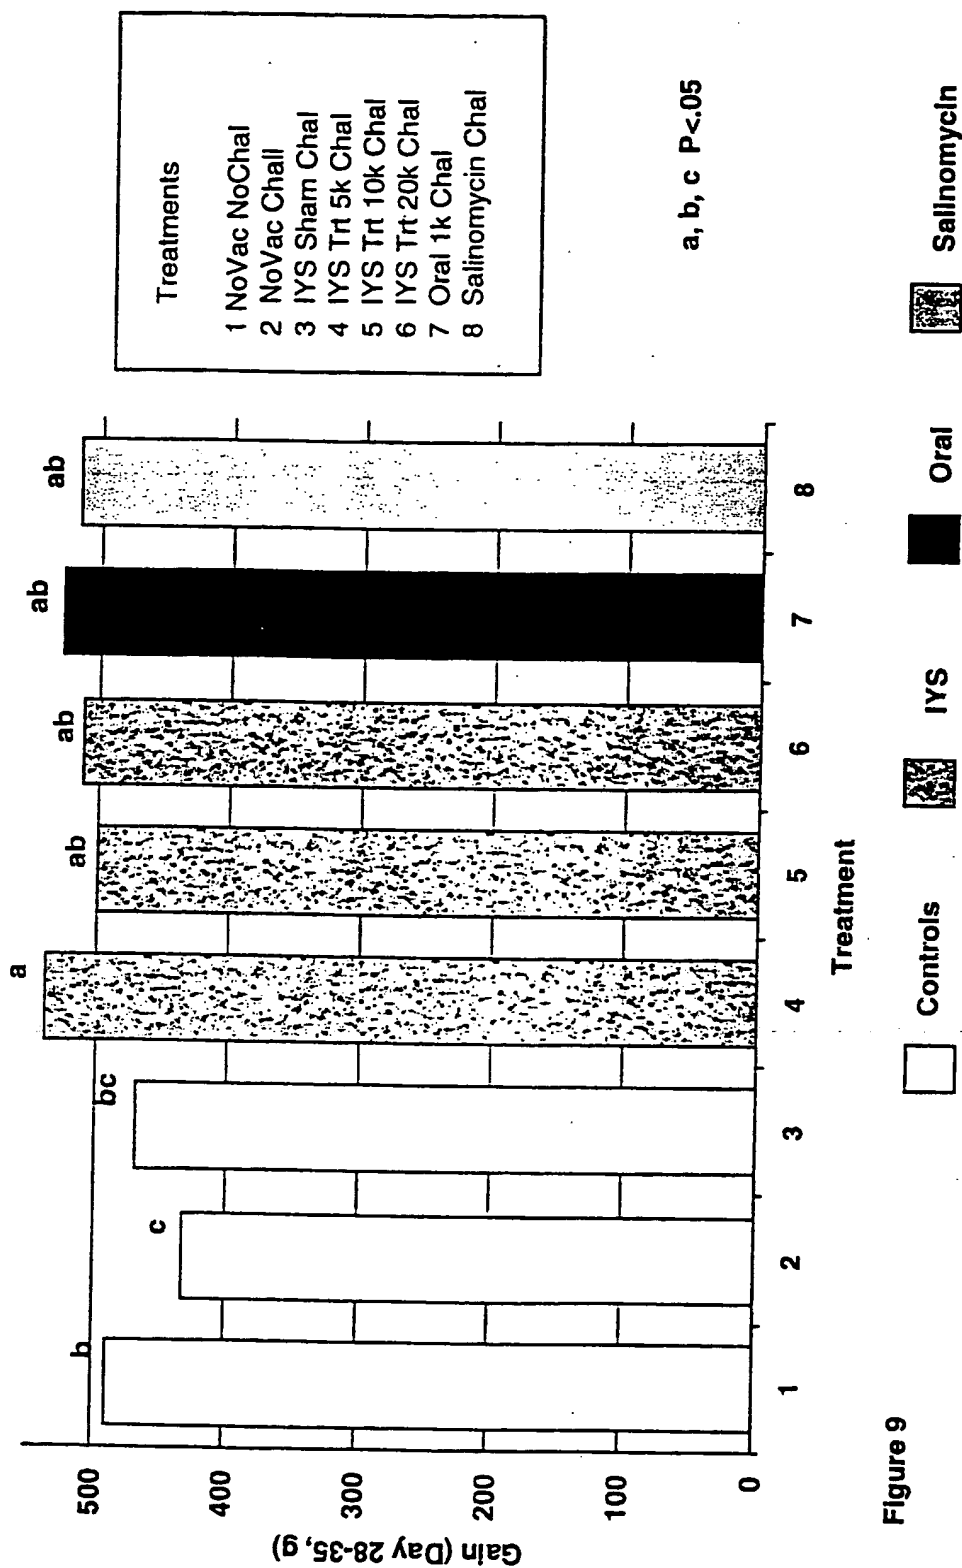 Treatments
1 NoVac NoChal
2 NoVac Chall
3 IYS Sham Chal
4 IYS Trt 5k Chal
5 IYS Trt 10k Chal
6 IYS Trt 20k Chal
7 Oral 1k Chal
8 Salinomycin Chal
a, b, c P<.05
Gain (Day 28-35, g)
500
400
300
200
100
0
b
c
bc
a
ab
ab
ab
ab
1
2
3
4
5
6
7
8
Treatment
Controls
IYS
Oral
Salinomycin
Figure 9